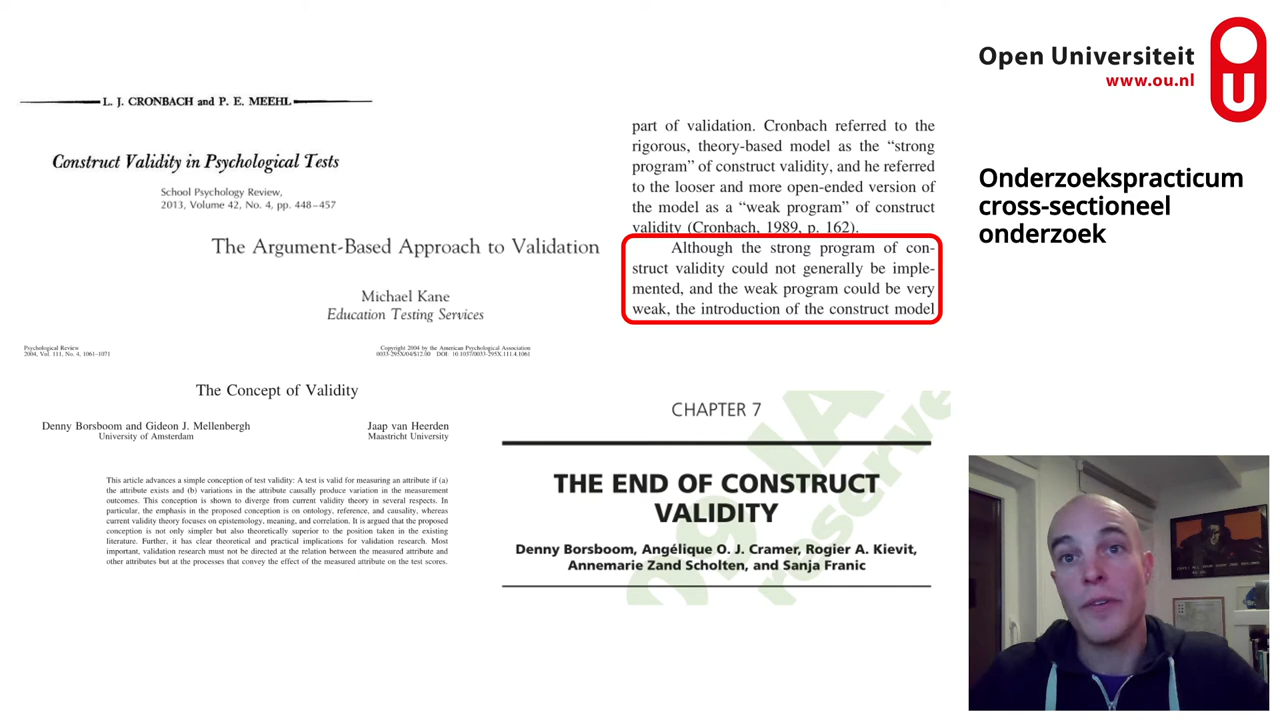 L. J. CRONBACH and P. E. MEEHL
Construct Validity in Psychological Tests
School Psychology Review,
2013, Volume 42, No. 4, pp. 448–457
The Argument-Based Approach to Validation
Michael Kane
Education Testing Services
Psychological Review
2004, Vol. 111, No. 4, 1061–1071
Copyright 2004 by the American Psychological Association
0033-295X/04/$12.00 DOI: 10.1037/0033-295X.111.4.1061
The Concept of Validity
Denny Borsboom and Gideon J. Mellenbergh
University of Amsterdam
Jaap van Heerden
Maastricht University
This article advances a simple conception of test validity: A test is valid for measuring an attribute if (a)
the attribute exists and (b) variations in the attribute causally produce variation in the measurement
outcomes. This conception is shown to diverge from current validity theory in several respects. In
particular, the emphasis in the proposed conception is on ontology, reference, and causality, whereas
current validity theory focuses on epistemology, meaning, and correlation. It is argued that the proposed
conception is not only simpler but also theoretically superior to the position taken in the existing
literature. Further, it has clear theoretical and practical implications for validation research. Most
important, validation research must not be directed at the relation between the measured attribute and
other attributes but at the processes that convey the effect of the measured attribute on the test scores.
part of validation. Cronbach referred to the
rigorous, theory-based model as the “strong
program” of construct validity, and he referred
to the looser and more open-ended version of
the model as a “weak program” of construct
validity (Cronbach, 1989, p. 162).
Although the strong program of con-
struct validity could not generally be imple-
mented, and the weak program could be very
weak, the introduction of the construct model
CHAPTER 7
THE END OF CONSTRUCT
VALIDITY
Denny Borsboom, Angélique O. J. Cramer, Rogier A. Kievit,
Annemarie Zand Scholten, and Sanja Franic
Open Universiteit
www.ou.nl
U
Onderzoekspracticum
cross-sectioneel
onderzoek